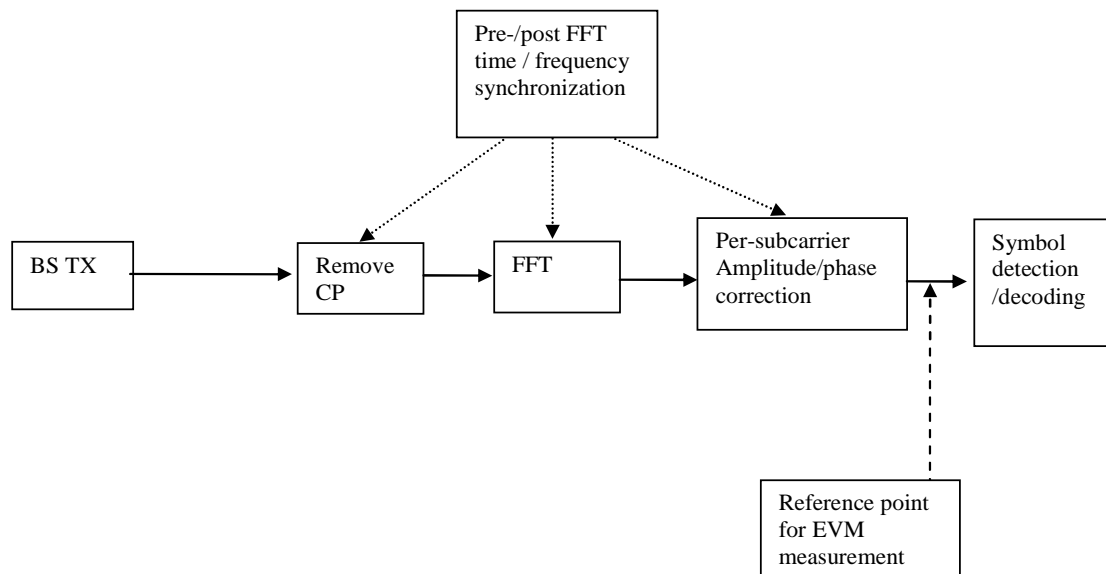 Pre-/post FFT
time / frequency
synchronization
BS TX
Remove
CP
FFT
Per-subcarrier
Amplitude/phase
correction
Symbol
detection
/decoding
Reference point
for EVM
measurement